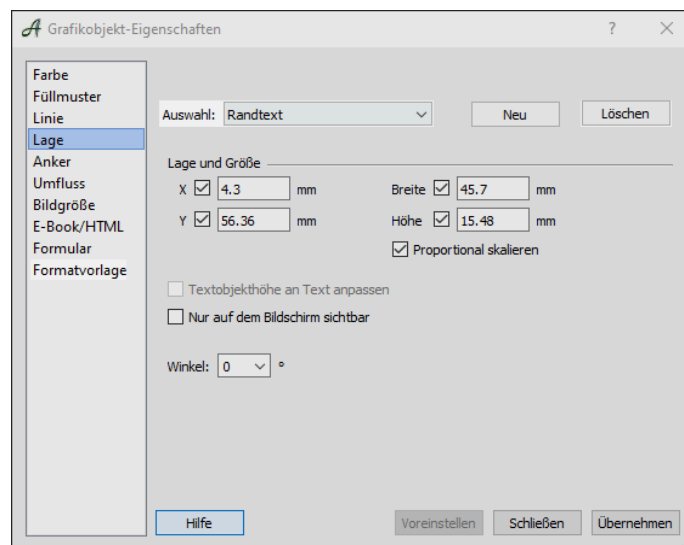 Grafikobjekt-Eigenschaften ?
Farbe
Füllmuster
Linie
Lage
Anker
Umfluss
Bildgröße
E-Book/HTML
Formular
Formatvorlage
Auswahl: Randtext Neu Löschen
Lage und Größe
X 4.3 mm Breite 45.7 mm
Y 56.36 mm Höhe 15.48 mm
Proportional skalieren
Textobjekthöhe an Text anpassen
Nur auf dem Bildschirm sichtbar
Winkel: 0 °
Hilfe Voreinstellen Schließen Übernehmen